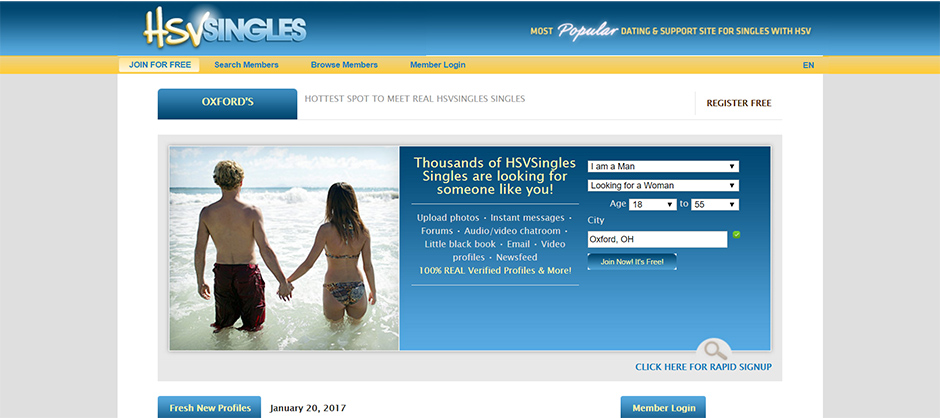 HSVSINGLES
MOST Popular DATING & SUPPORT SITE FOR SINGLES WITH HSV
JOIN FOR FREE
Search Members
Browse Members
Member Login
EN
OXFORD'S
HOTTEST SPOT TO MEET REAL HSVSINGLES SINGLES
REGISTER FREE
Thousands of HSVSingles
Singles are looking for
someone like you!
Upload photos · Instant messages ·
Forums · Audio/video chatroom ·
Little black book · Email · Video
profiles · Newsfeed
100% REAL Verified Profiles & More!
I am a Man
Looking for a Woman
Age 18 to 55
City
Oxford, OH
Join Now! It's Free!
CLICK HERE FOR RAPID SIGNUP
Fresh New Profiles
January 20, 2017
Member Login